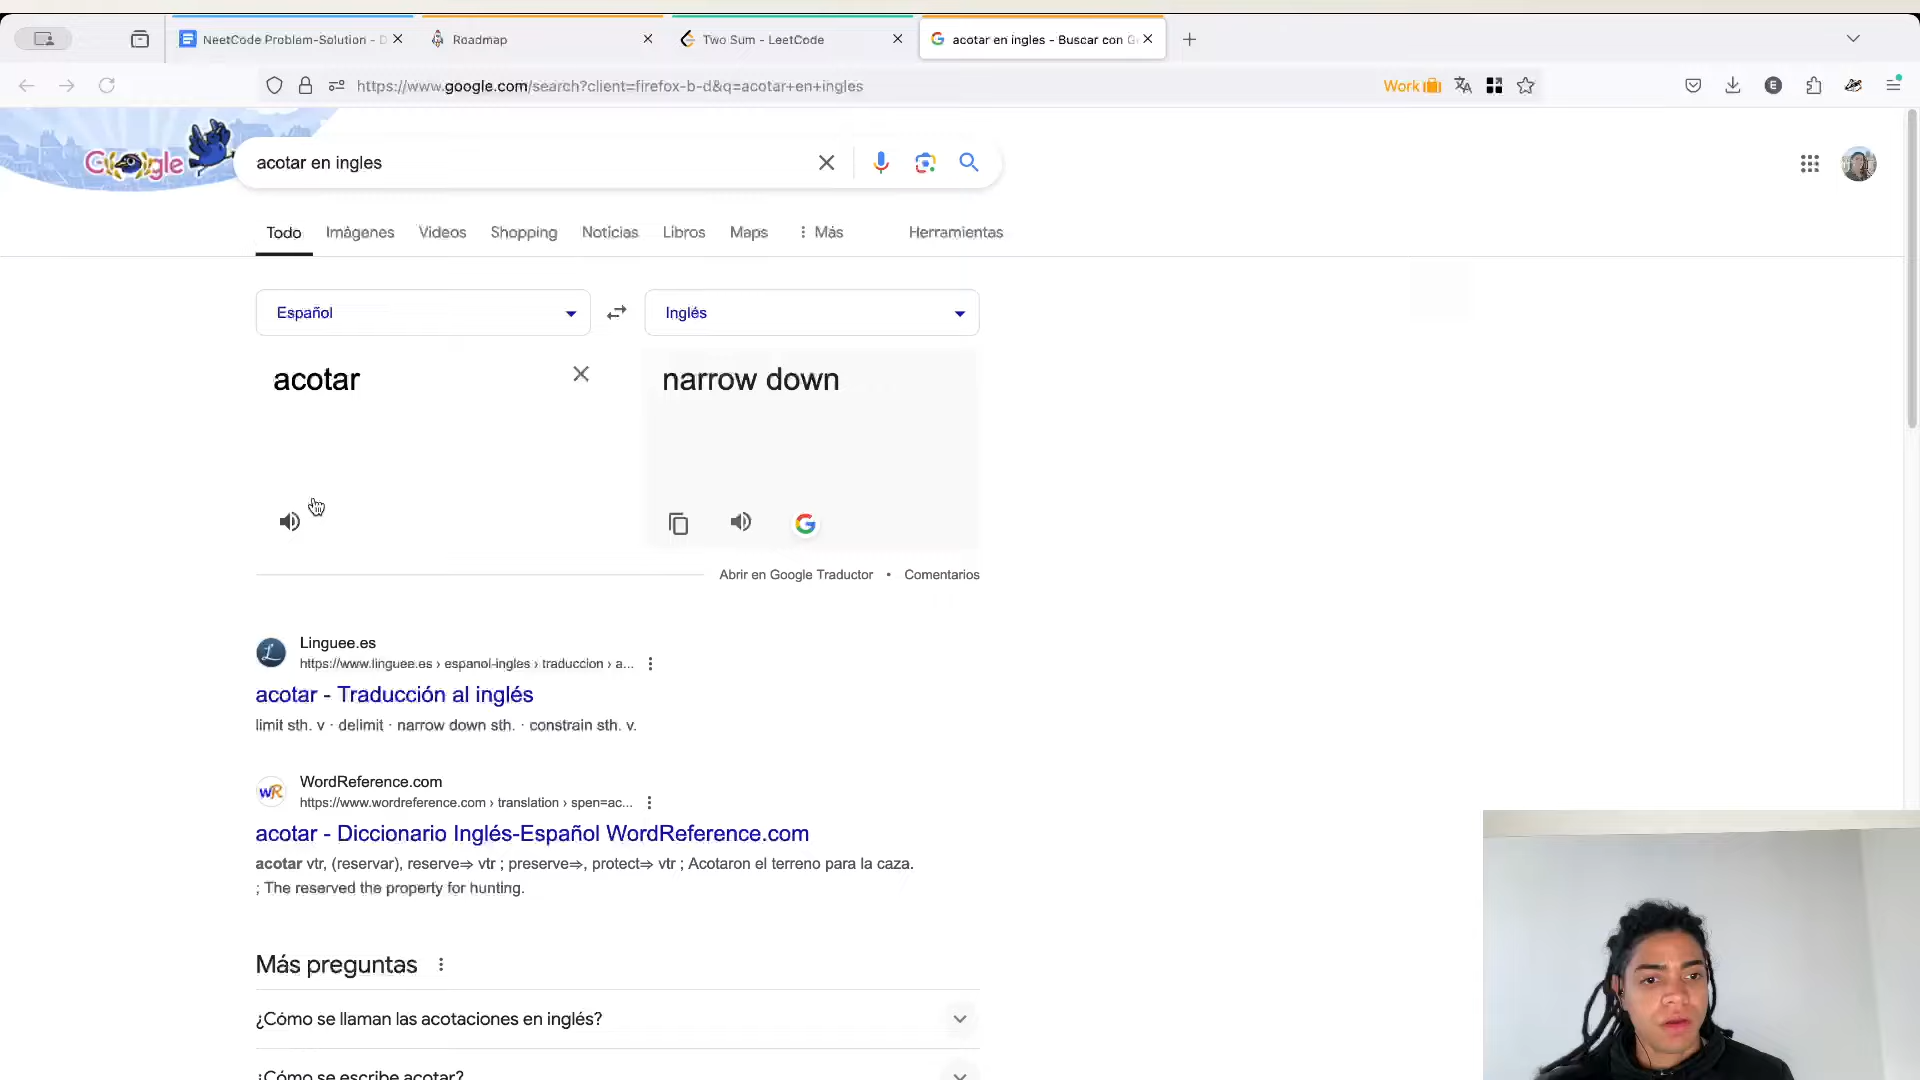 NeetCode Problem-Solution - D
Roadmap
Two Sum - LeetCode
acotar en ingles - Buscar con G
https://www.google.com/search?client=firefox-b-d&q=acotar+en+ingles
Work
E
Google
acotar en ingles
Todo
Imágenes
Videos
Shopping
Noticias
Libros
Maps
Más
Herramientas
Español
Inglés
acotar
narrow down
Abrir en Google Traductor • Comentarios
Linguee.es
https://www.linguee.es › espanol-ingles › traduccion › a...
acotar - Traducción al inglés
limit sth. v · delimit · narrow down sth. · constrain sth. v.
WordReference.com
https://www.wordreference.com › translation › spen=ac...
acotar - Diccionario Inglés-Español WordReference.com
acotar vtr, (reservar), reserve⇒ vtr ; preserve⇒, protect⇒ vtr ; Acotaron el terreno para la caza.
; The reserved the property for hunting.
Más preguntas
¿Cómo se llaman las acotaciones en inglés?
¿Cómo se escribe acotar?